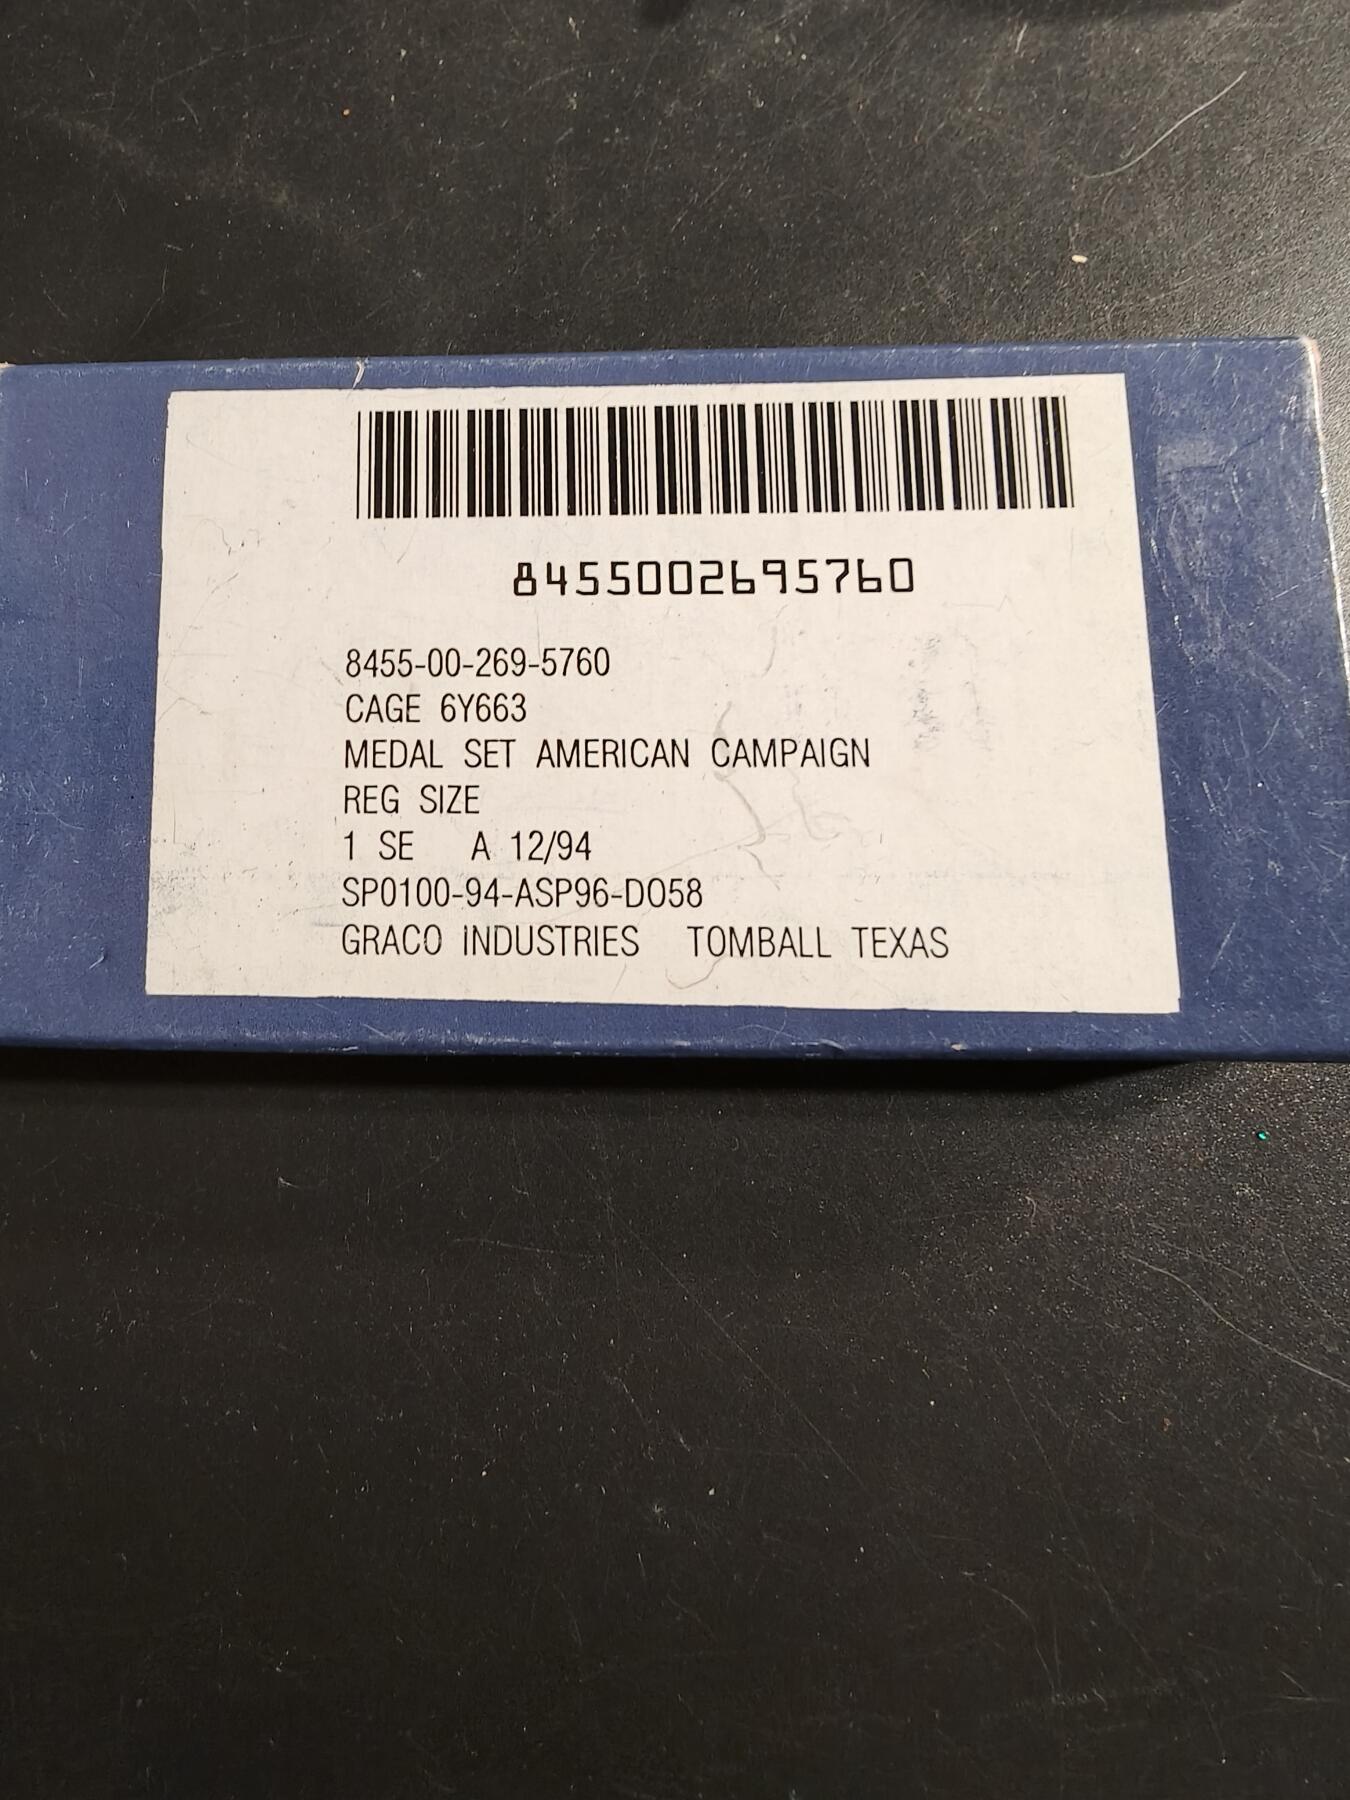 8455002695760
8455-00-269-5760
CAGE 6Y663
MEDAL SET AMERICAN CAMPAIGN
REG SIZE
1 SE A 12/94
SP0100-94-ASP96-DO58
GRACO INDUSTRIES TOMBALL TEXAS